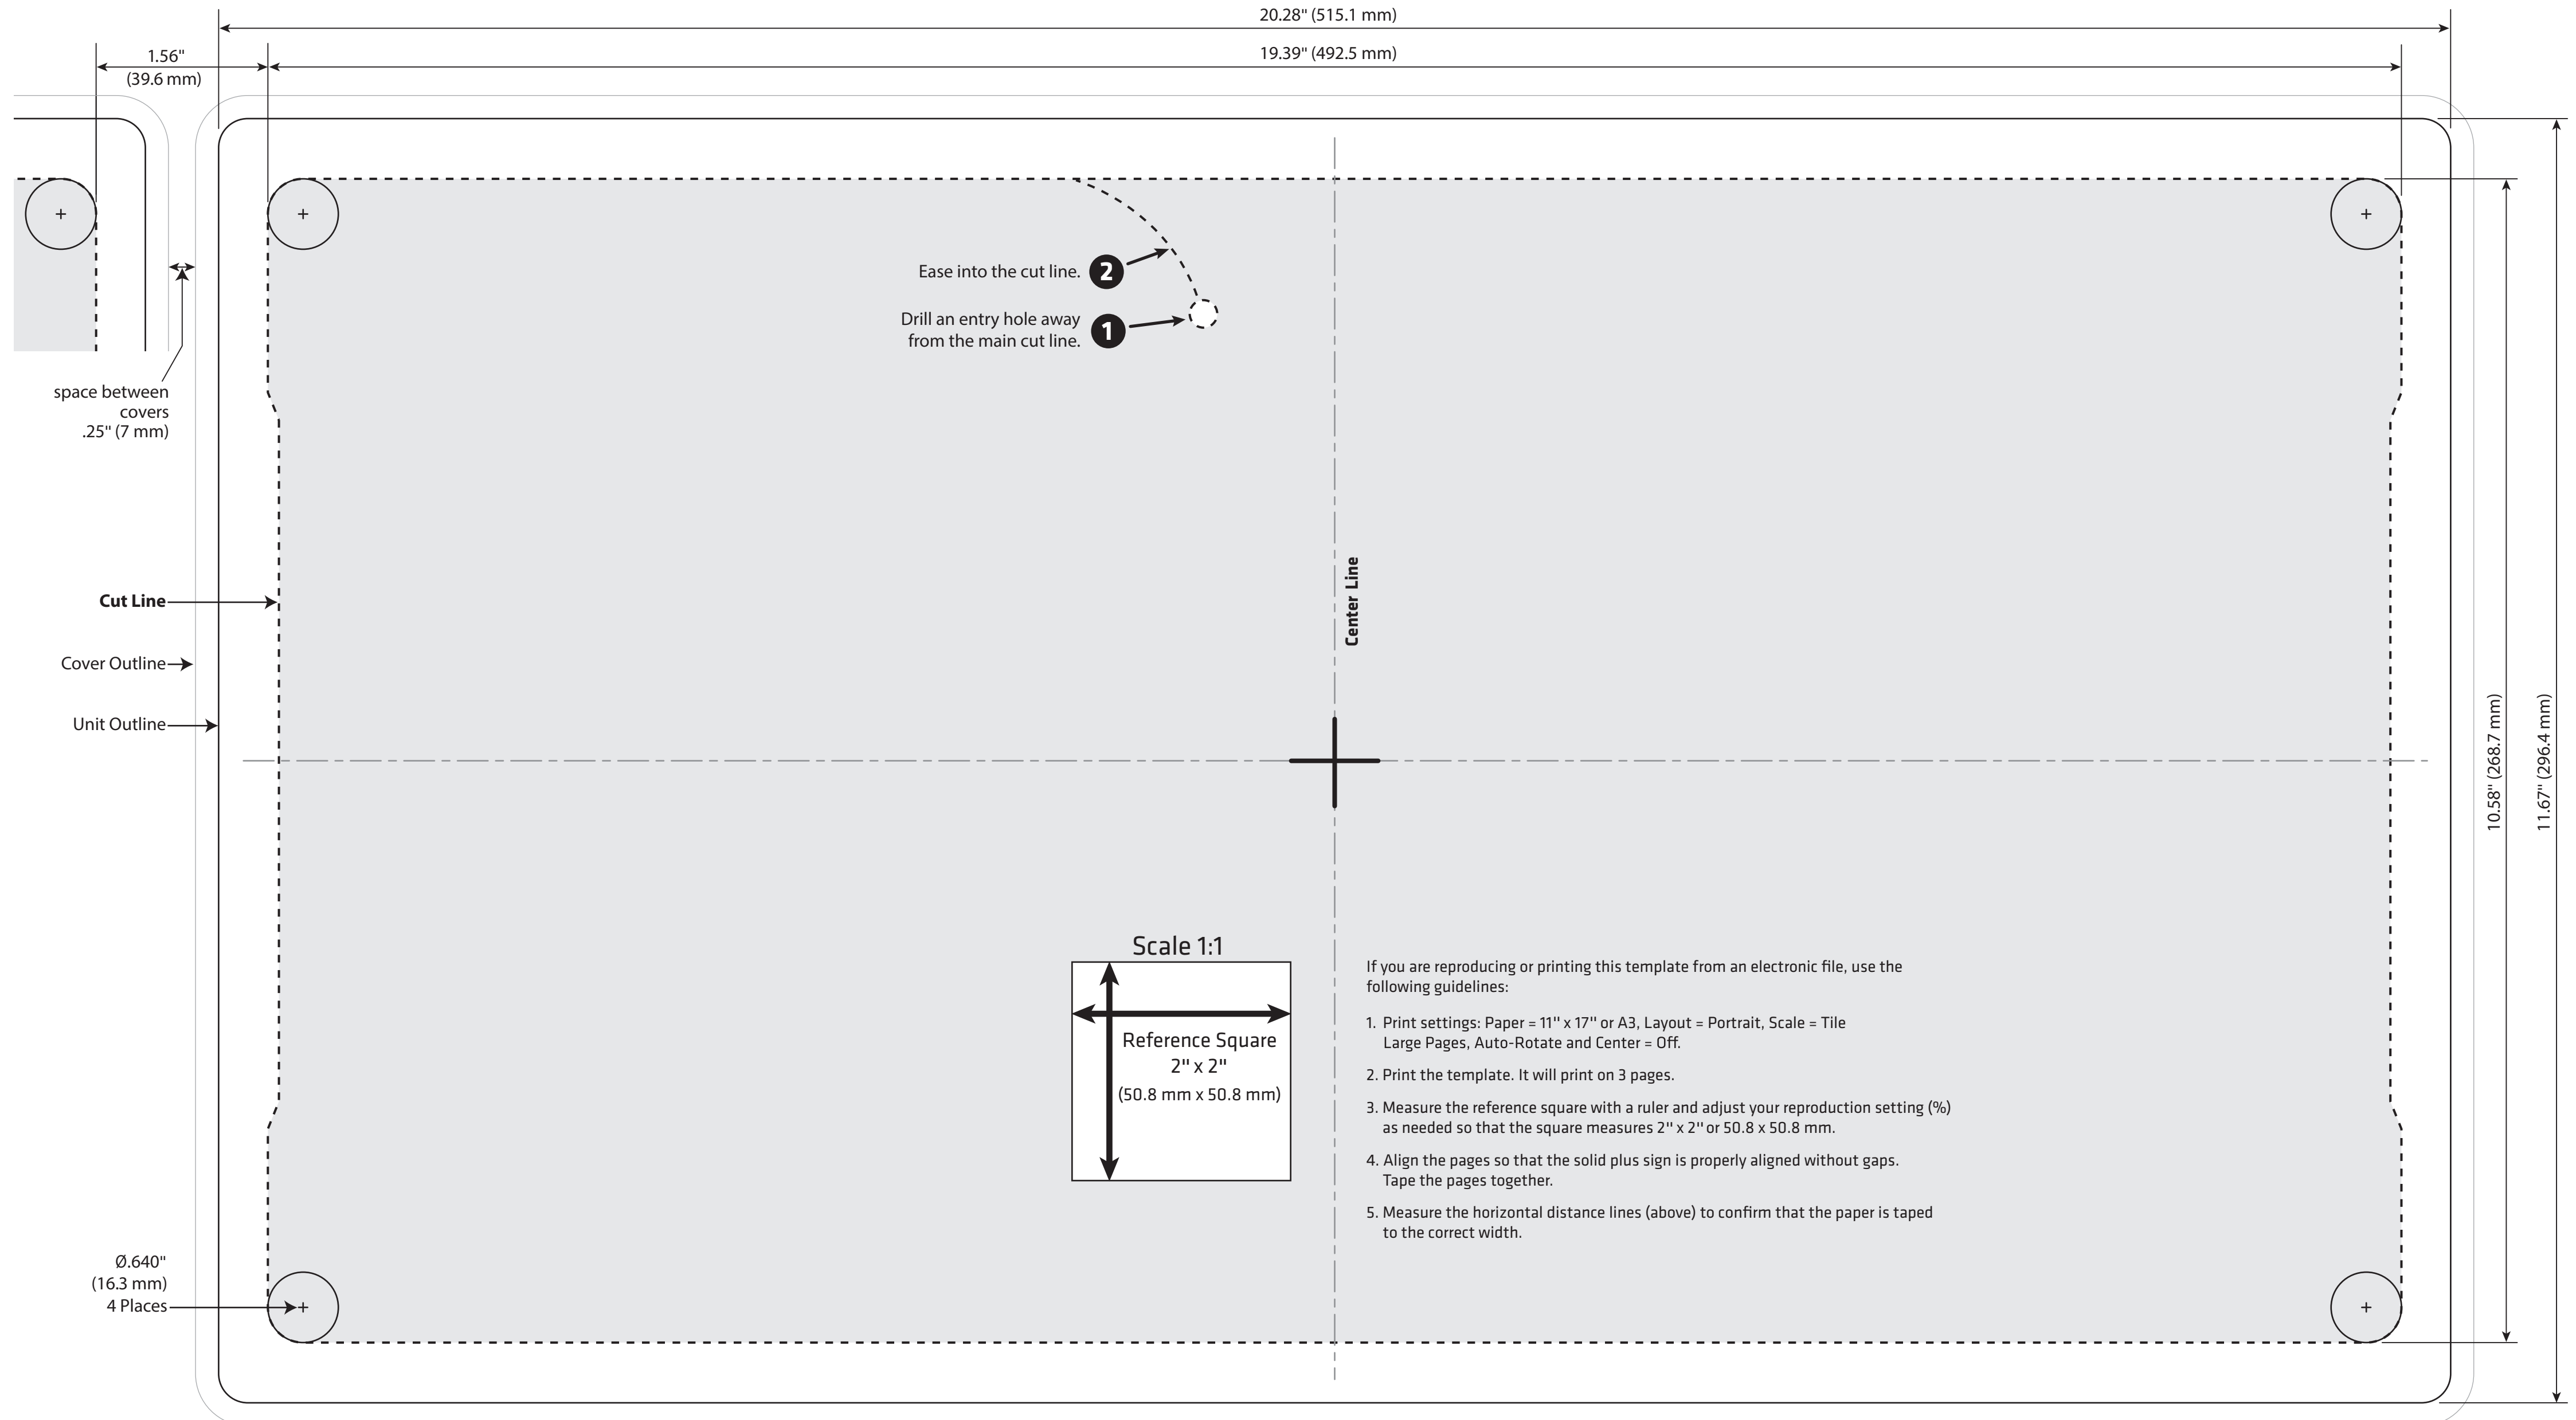 20.28" (515.1 mm)
19.39" (492.5 mm)
1.56"
(39.6 mm)
Ease into the cut line. 2
Drill an entry hole away
from the main cut line. 1
space between
covers
.25" (7 mm)
Cut Line
Cover Outline
Unit Outline
Center Line
10.58" (268.7 mm)
11.67" (296.4 mm)
Scale 1:1
Reference Square
2" x 2"
(50.8 mm x 50.8 mm)
If you are reproducing or printing this template from an electronic file, use the
following guidelines:
1. Print settings: Paper = 11" x 17" or A3, Layout = Portrait, Scale = Tile
Large Pages, Auto-Rotate and Center = Off.
2. Print the template. It will print on 3 pages.
3. Measure the reference square with a ruler and adjust your reproduction setting (%)
as needed so that the square measures 2" x 2" or 50.8 x 50.8 mm.
4. Align the pages so that the solid plus sign is properly aligned without gaps.
Tape the pages together.
5. Measure the horizontal distance lines (above) to confirm that the paper is taped
to the correct width.
Ø.640"
(16.3 mm)
4 Places